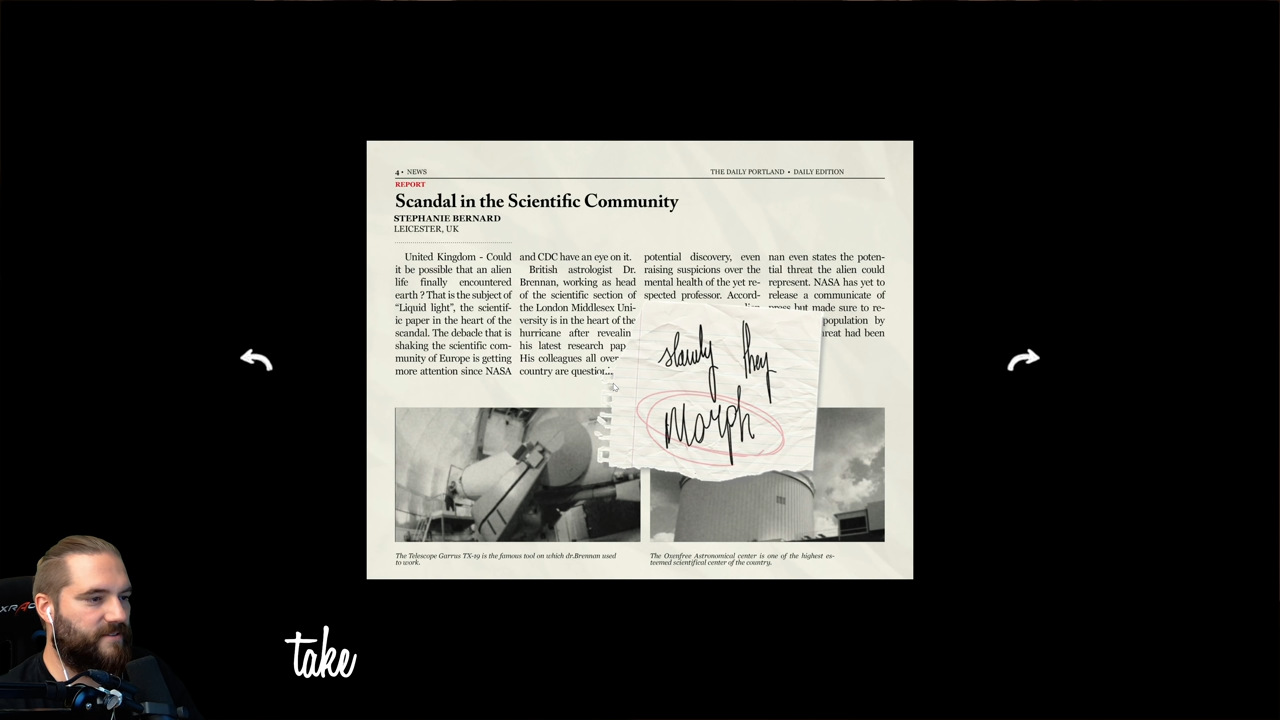 4 • NEWS
THE DAILY PORTLAND • DAILY EDITION
REPORT
Scandal in the Scientific Community
STEPHANIE BERNARD
LEICESTER, UK
United Kingdom - Could
it be possible that an alien
life finally encountered
earth ? That is the subject of
“Liquid light”, the scientif-
ic paper in the heart of the
scandal. The debacle that is
shaking the scientific com-
munity of Europe is getting
more attention since NASA
and CDC have an eye on it.
British astrologist Dr.
Brennan, working as head
of the scientific section of
the London Middlesex Uni-
versity is in the heart of the
hurricane after revealin
his latest research pap
His colleagues all over
country are question
potential discovery, even
raising suspicions over the
mental health of the yet re-
spected professor. Accord-
nan even states the poten-
tial threat the alien could
represent. NASA has yet to
release a communicate of
press but made sure to re-
population by
reat had been
slowly they
Morph
The Telescope Garrus TX-19 is the famous tool on which dr.Brennan used
to work.
The Oxenfree Astronomical center is one of the highest es-
teemed scientifical center of the country.
take